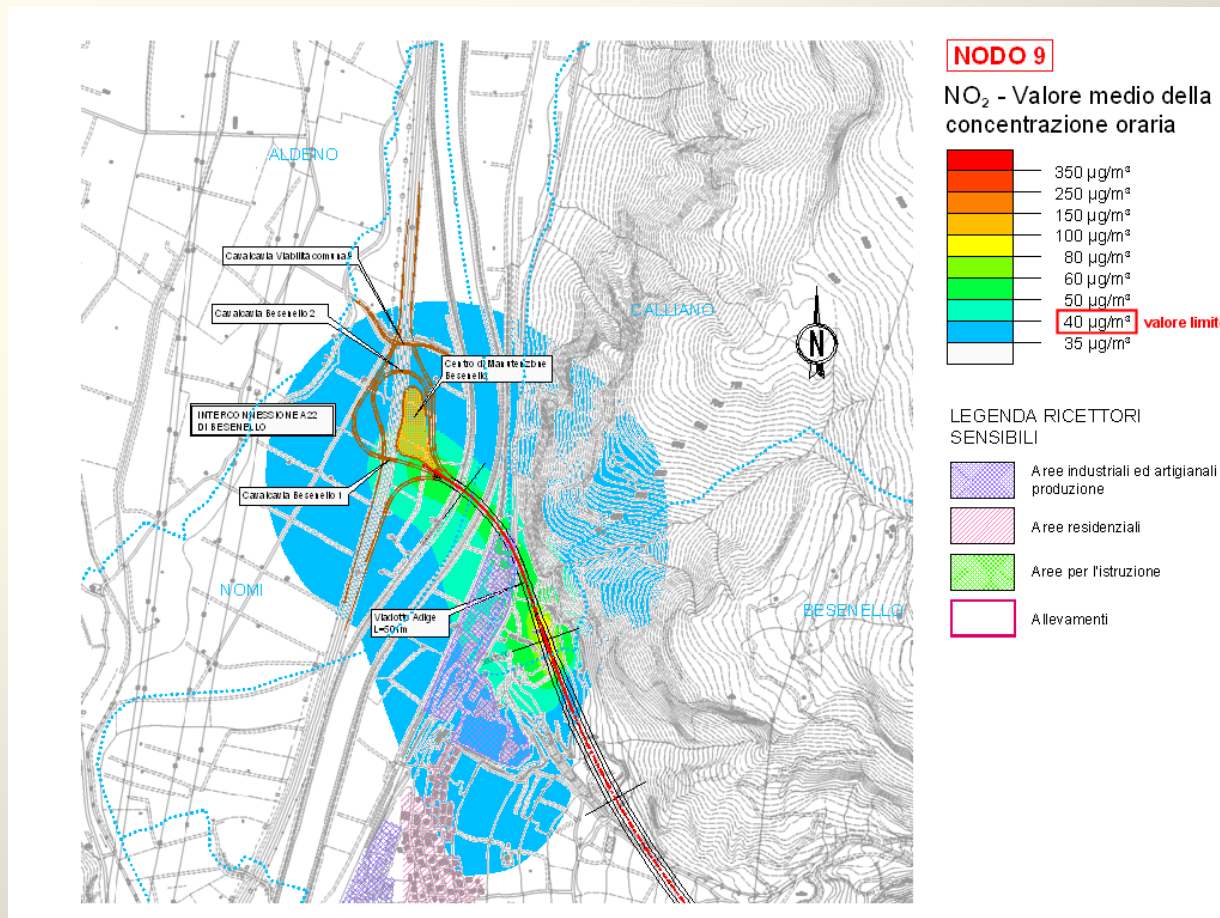 NODO 9
NO₂ - Valore medio della
concentrazione oraria
350 µg/m³
250 µg/m³
150 µg/m³
100 µg/m³
80 µg/m³
60 µg/m³
50 µg/m³
40 µg/m³ valore limit
35 µg/m³
LEGENDA RICETTORI
SENSIBILI
Aree industriali ed artigianali
produzione
Aree residenziali
Aree per l'istruzione
Allevamenti
ALDENO
Cavalcavia Viabilità comunale
Cavalcavia Besenello 2
CALLIANO
N
Centro di Manutenzione
Besenello
INTERCONNESSIONE A22
DI BESENELLO
Cavalcavia Besenello 1
NOMI
BESENELLO
Viadotto Adige